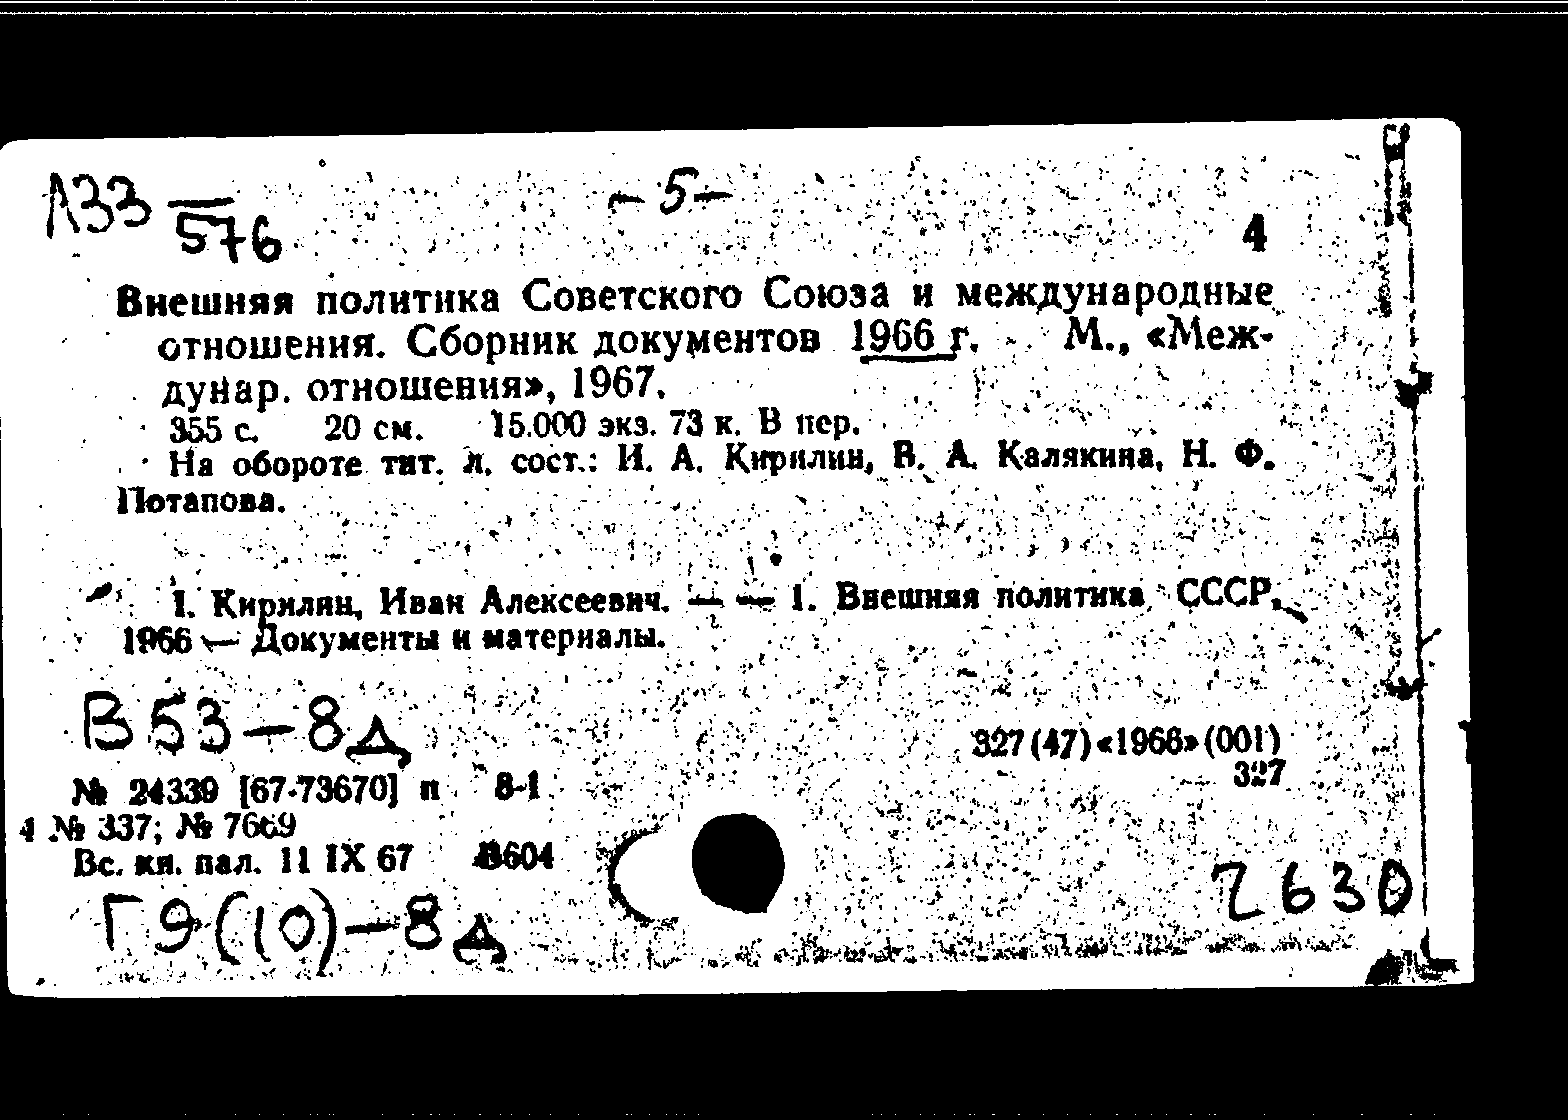 А33
576
– 5 –
4
Внешняя политика Советского Союза и международные
отношения. Сборник документов 1966 г. М., «Меж-
дунар. отношения», 1967.
355 с. 20 см. 15.000 экз. 73 к. В пер.
На обороте тит. л. сост.: И. А. Кирилин, В. А. Калякина, Н. Ф.
Потапова.
1. Кирилин, Иван Алексеевич. — — 1. Внешняя политика СССР,
1966 — Документы и материалы.
В53–8д
327(47)«1966»(001)
327
№ 24339 [67-73670] п 8-1
4 № 337; № 7669
Вс. кн. пал. 11 IX 67 В604
Г9(10)–8д
2630